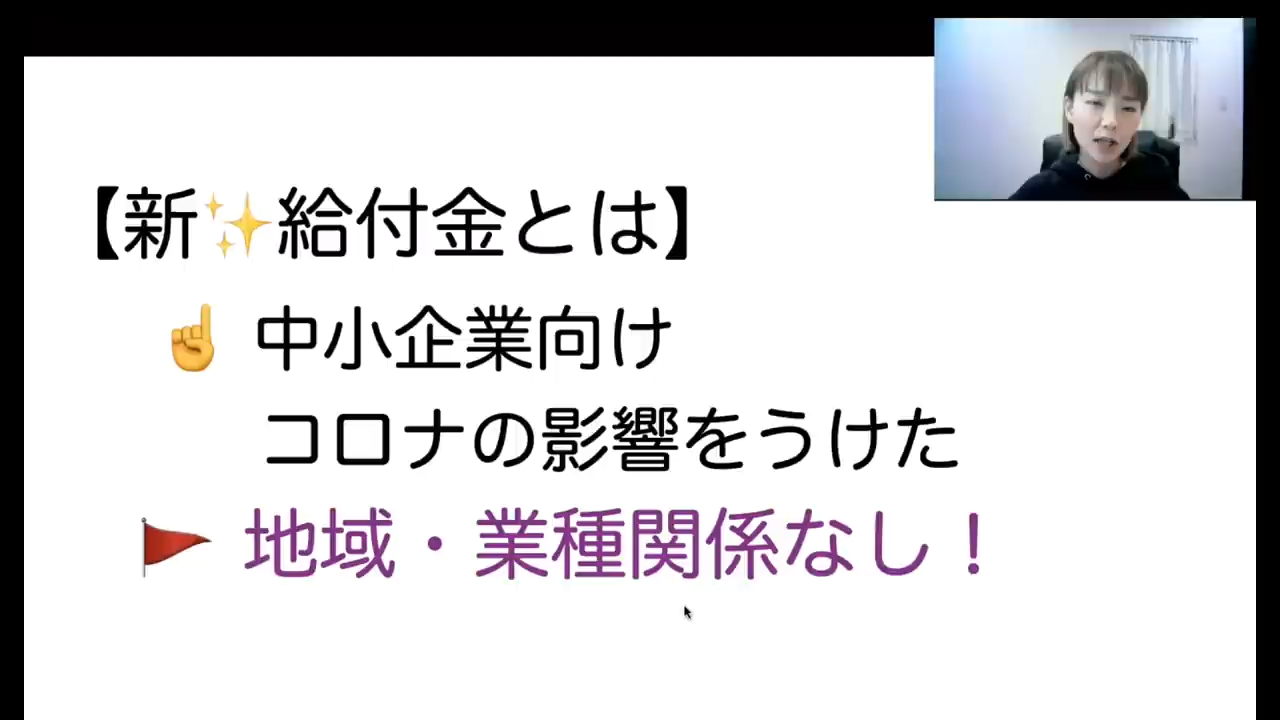 【新✨給付金とは】
☝ 中小企業向け
コロナの影響をうけた
🚩 地域・業種関係なし！